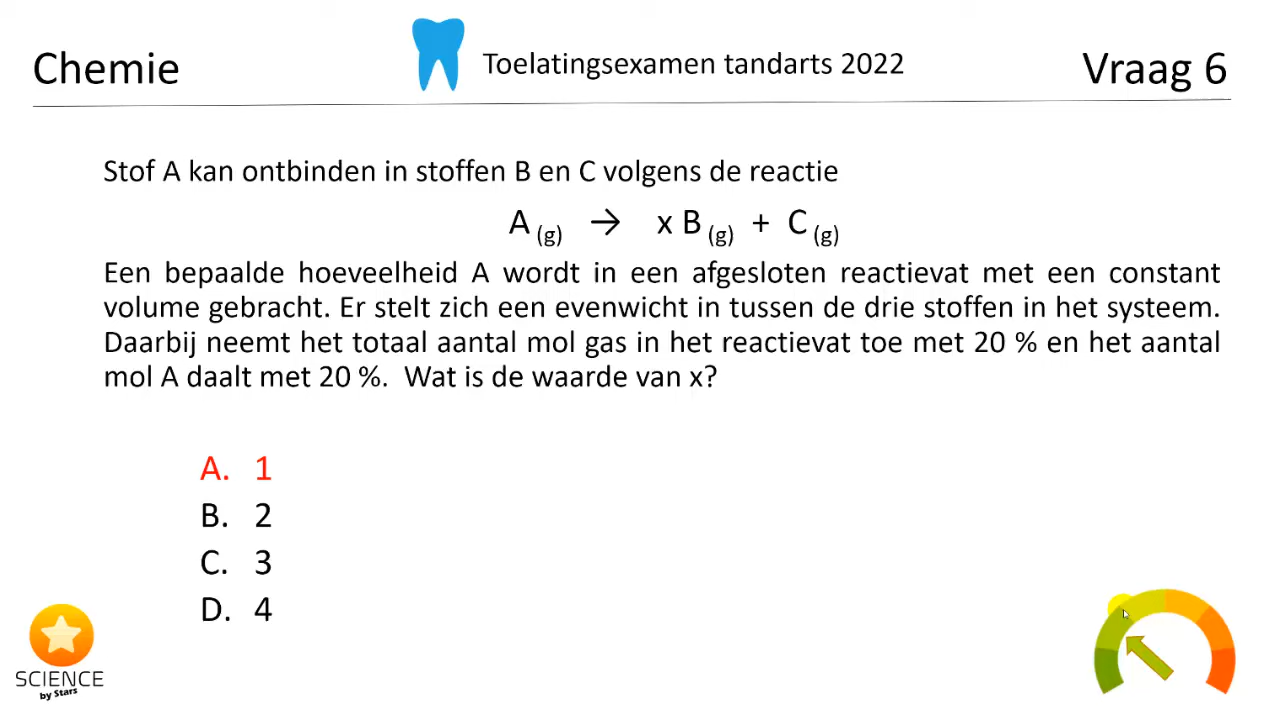 Chemie
Toelatingsexamen tandarts 2022
Vraag 6
Stof A kan ontbinden in stoffen B en C volgens de reactie
A (g) → x B (g) + C (g)
Een bepaalde hoeveelheid A wordt in een afgesloten reactievat met een constant
volume gebracht. Er stelt zich een evenwicht in tussen de drie stoffen in het systeem.
Daarbij neemt het totaal aantal mol gas in het reactievat toe met 20 % en het aantal
mol A daalt met 20 %. Wat is de waarde van x?
A. 1
B. 2
C. 3
D. 4
SCIENCE
by Stars